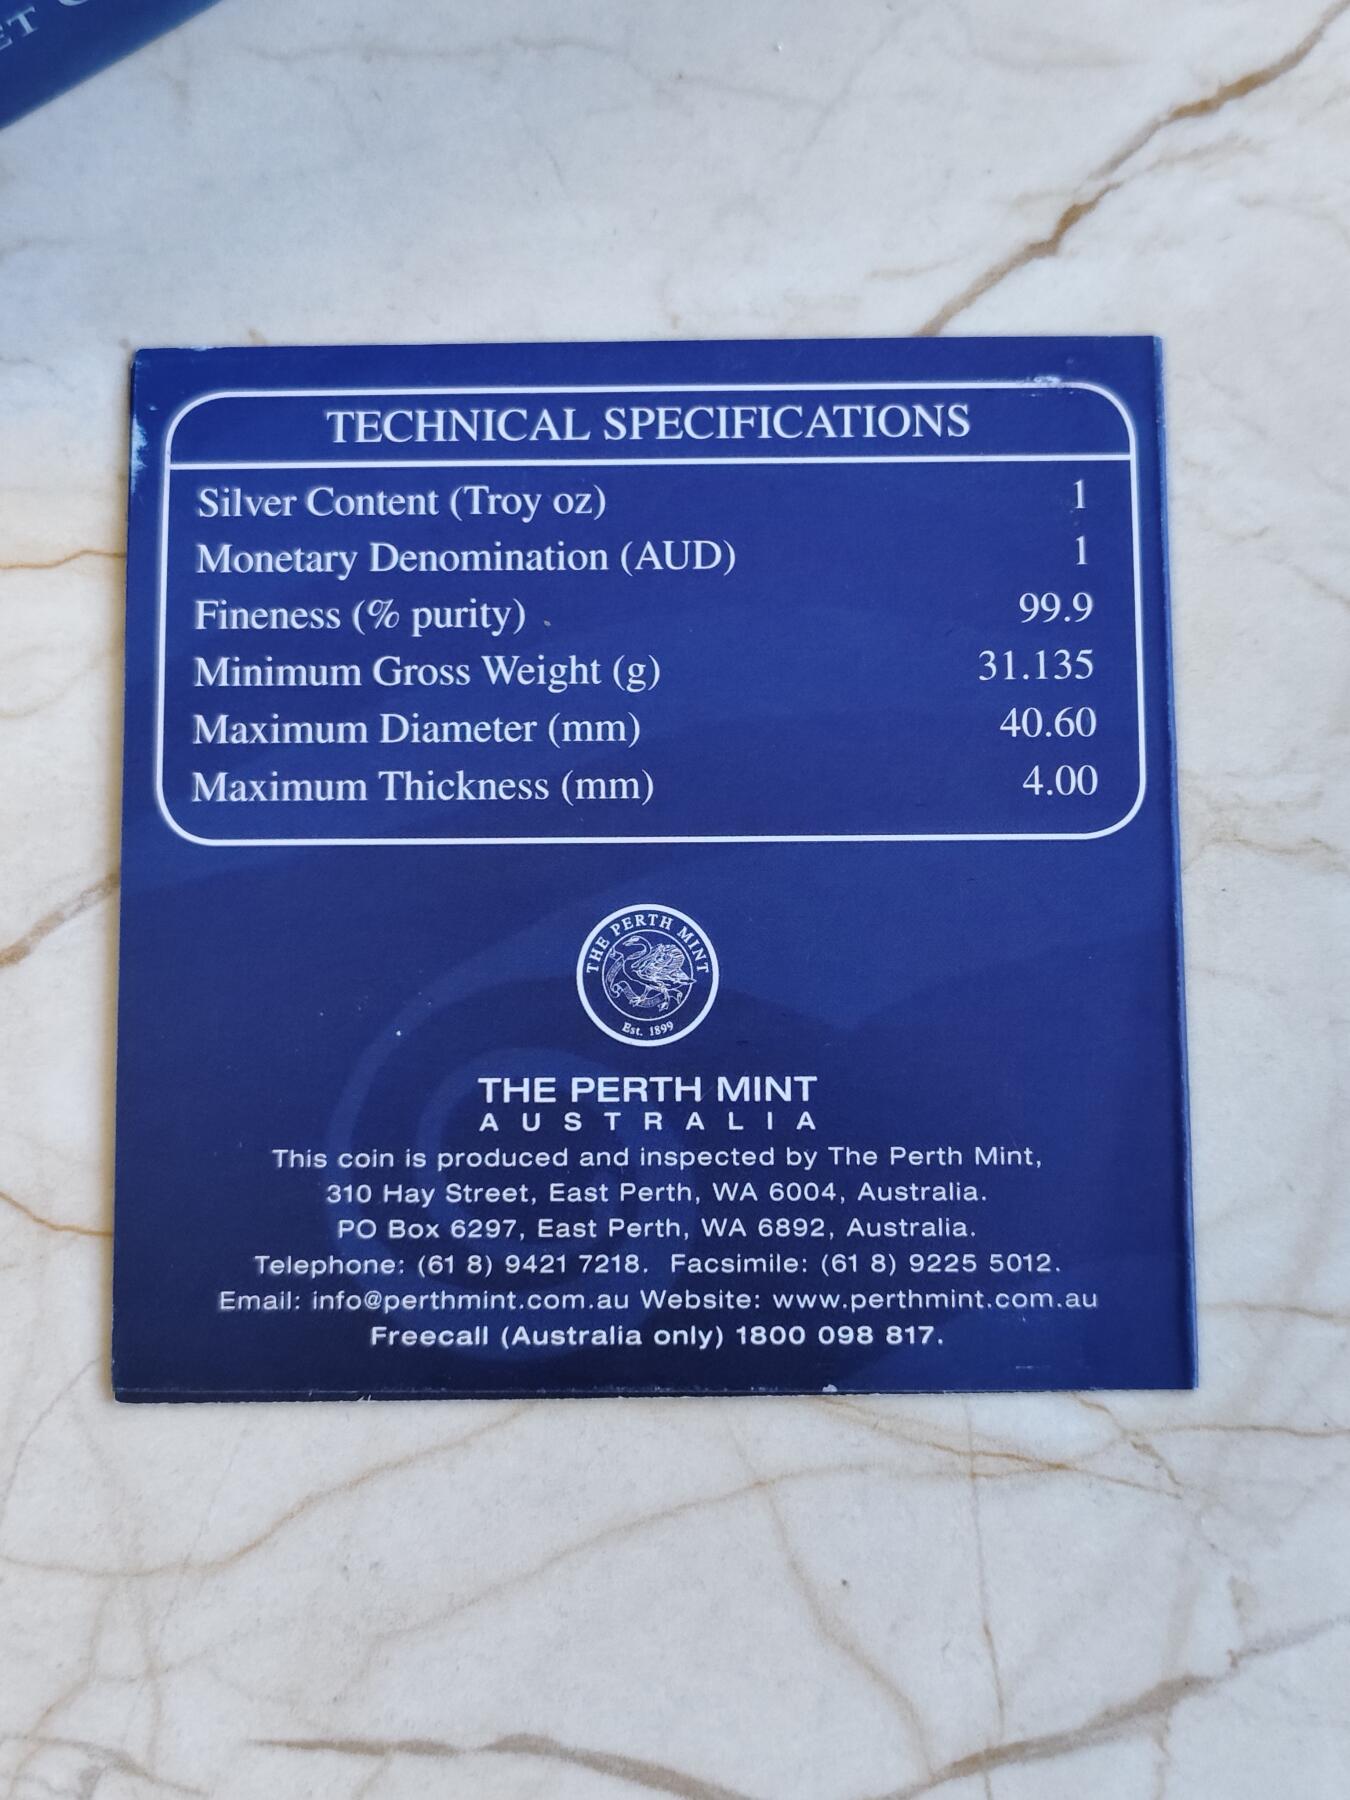 TECHNICAL SPECIFICATIONS
Silver Content (Troy oz) 1
Monetary Denomination (AUD) 1
Fineness (% purity) 99.9
Minimum Gross Weight (g) 31.135
Maximum Diameter (mm) 40.60
Maximum Thickness (mm) 4.00
THE PERTH MINT
Est. 1899
THE PERTH MINT
AUSTRALIA
This coin is produced and inspected by The Perth Mint,
310 Hay Street, East Perth, WA 6004, Australia.
PO Box 6297, East Perth, WA 6892, Australia.
Telephone: (61 8) 9421 7218. Facsimile: (61 8) 9225 5012.
Email: info@perthmint.com.au Website: www.perthmint.com.au
Freecall (Australia only) 1800 098 817.